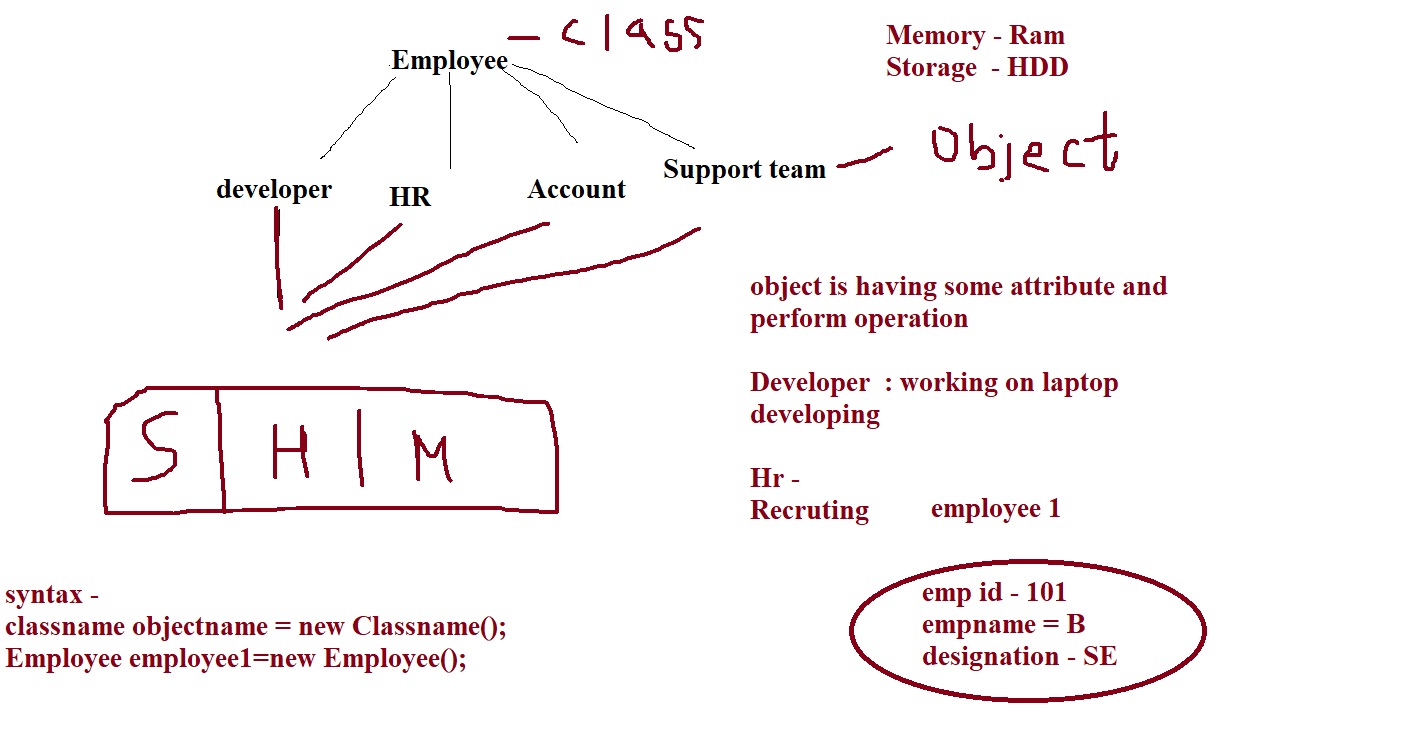 Employee - class
Memory - Ram
Storage - HDD
developer
HR
Account
Support team - Object
object is having some attribute and
perform operation
Developer : working on laptop
developing
Hr -
Recruting
employee 1
S H M
syntax -
classname objectname = new Classname();
Employee employee1=new Employee();
emp id - 101
empname = B
designation - SE